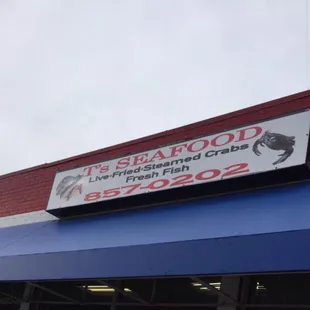 T's SEAFOOD
Live-Fried-Steamed Crabs
Fresh Fish
857-0202